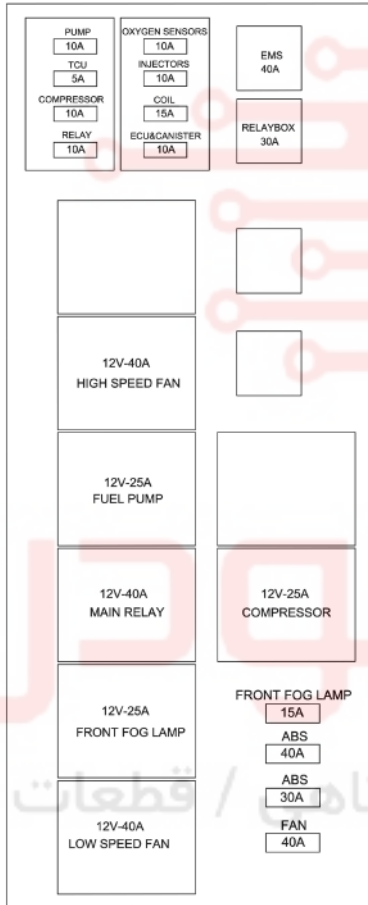 PUMP
10A
TCU
5A
COMPRESSOR
10A
RELAY
10A
OXYGEN SENSORS
10A
INJECTORS
10A
COIL
15A
ECU&CANISTER
10A
EMS
40A
RELAYBOX
30A
12V-40A
HIGH SPEED FAN
12V-25A
FUEL PUMP
12V-40A
MAIN RELAY
12V-25A
FRONT FOG LAMP
12V-40A
LOW SPEED FAN
12V-25A
COMPRESSOR
FRONT FOG LAMP
15A
ABS
40A
ABS
30A
FAN
40A
/ قطعات